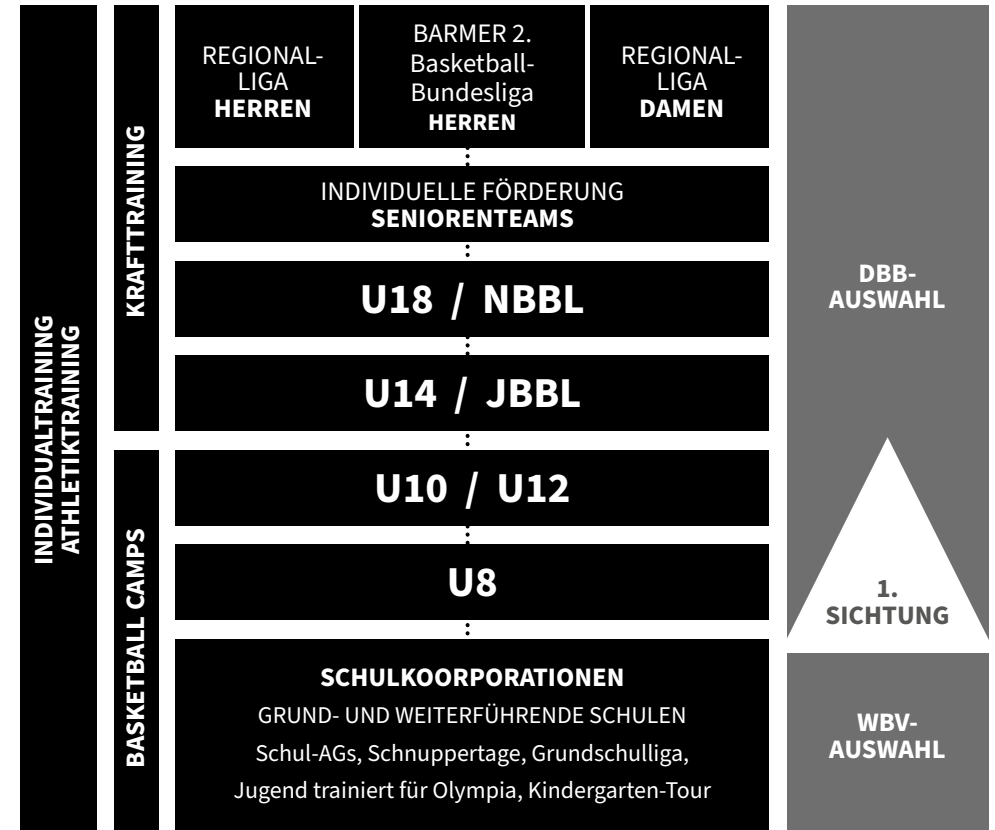 INDIVIDUALTRAINING
ATHLETIKTRAINING
KRAFTTRAINING
BASKETBALL CAMPS
REGIONAL-
LIGA
HERREN
BARMER 2.
Basketball-
Bundesliga
HERREN
REGIONAL-
LIGA
DAMEN
INDIVIDUELLE FÖRDERUNG
SENIORENTEAMS
U18 / NBBL
U14 / JBBL
U10 / U12
U8
SCHULKOORPORATIONEN
GRUND- UND WEITERFÜHRENDE SCHULEN
Schul-AGs, Schnuppertage, Grundschulliga,
Jugend trainiert für Olympia, Kindergarten-Tour
DBB-
AUSWAHL
1.
SICHTUNG
WBV-
AUSWAHL